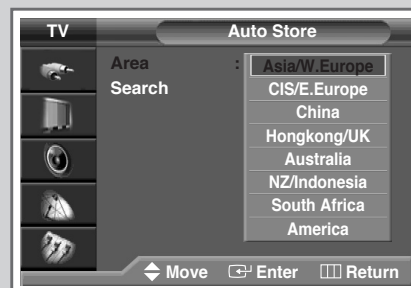 TV Auto Store
Area : Asia/W.Europe
Search CIS/E.Europe
China
Hongkong/UK
Australia
NZ/Indonesia
South Africa
America
Move Enter Return